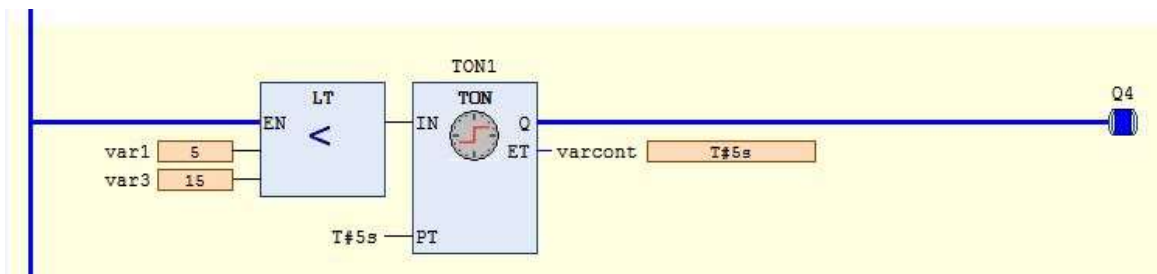 TON1
LT
TON
Q4
EN
<
IN
Q
var1 5
ET varcont T#5s
var3 15
T#5s PT